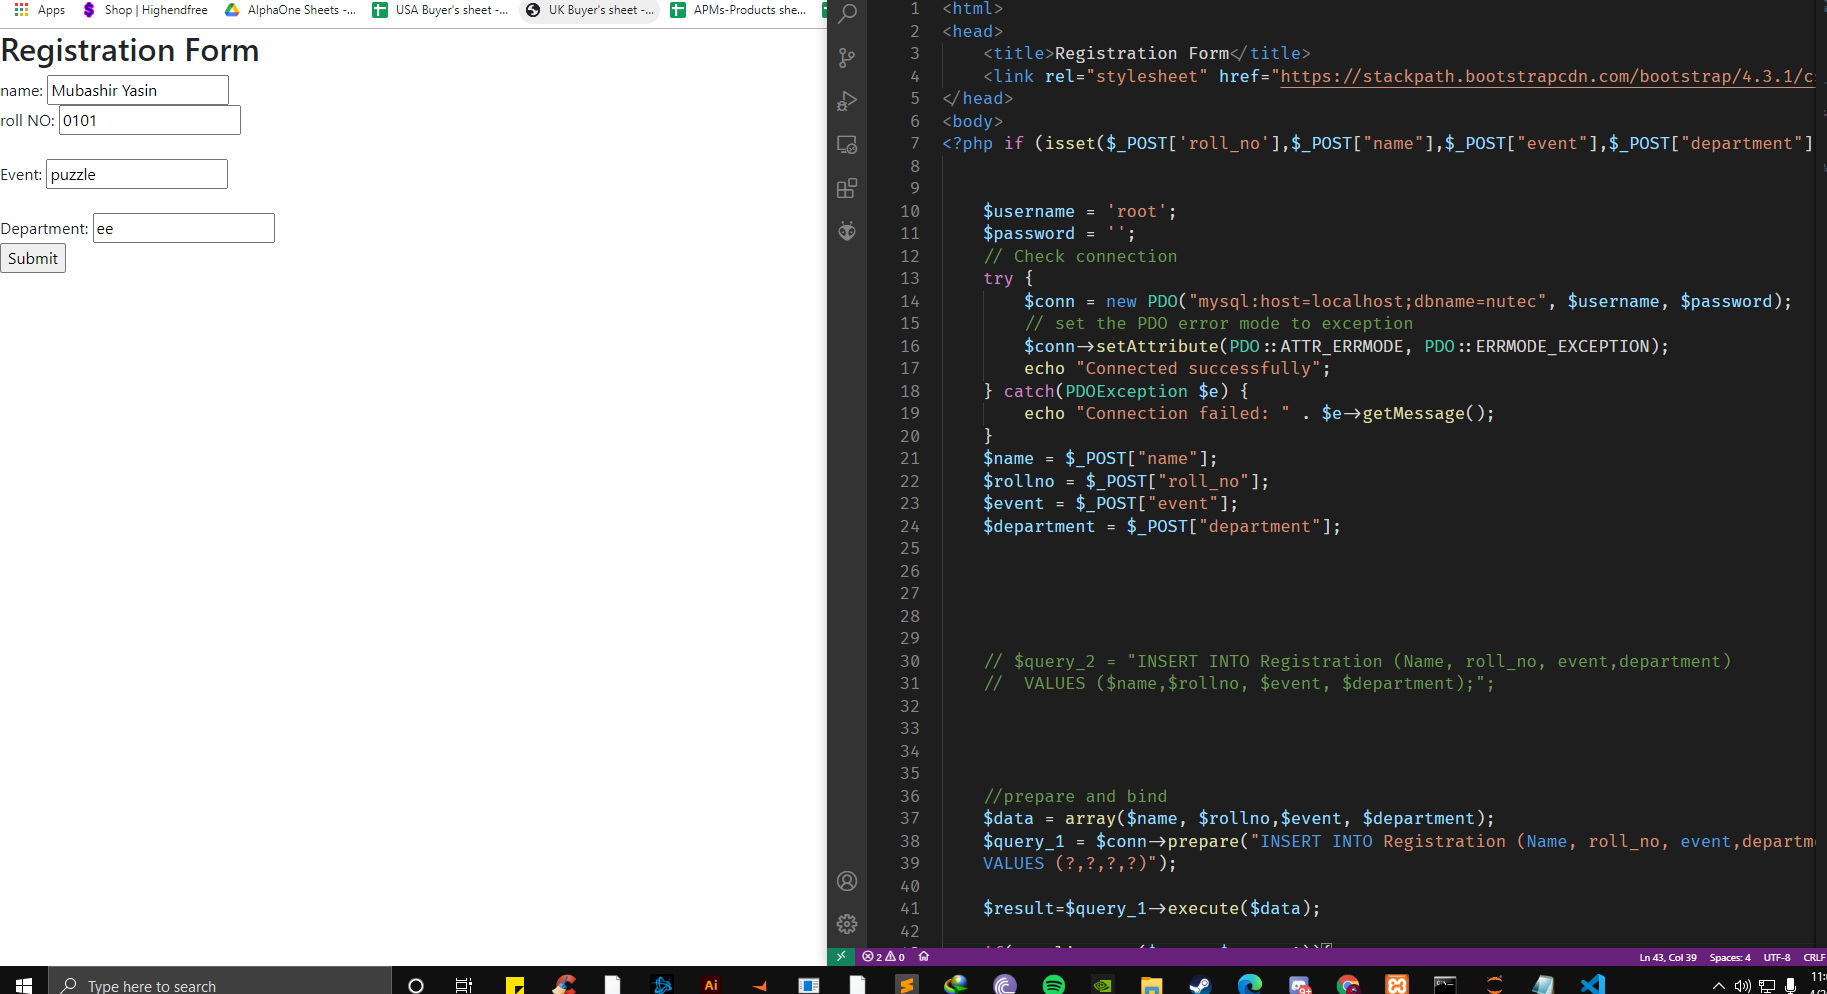 Apps
Shop | Highendfree
AlphaOne Sheets -...
USA Buyer's sheet -...
UK Buyer's sheet -...
APMs-Products she...
Registration Form
name: Mubashir Yasin
roll NO: 0101
Event: puzzle
Department: ee
Submit
1 <html>
2 <head>
3 <title>Registration Form</title>
4 <link rel="stylesheet" href="https://stackpath.bootstrapcdn.com/bootstrap/4.3.1/c
5 </head>
6 <body>
7 <?php if (isset($_POST['roll_no'],$_POST["name"],$_POST["event"],$_POST["department"]
8
9
10 $username = 'root';
11 $password = '';
12 // Check connection
13 try {
14 $conn = new PDO("mysql:host=localhost;dbname=nutec", $username, $password);
15 // set the PDO error mode to exception
16 $conn->setAttribute(PDO::ATTR_ERRMODE, PDO::ERRMODE_EXCEPTION);
17 echo "Connected successfully";
18 } catch(PDOException $e) {
19 echo "Connection failed: " . $e->getMessage();
20 }
21 $name = $_POST["name"];
22 $rollno = $_POST["roll_no"];
23 $event = $_POST["event"];
24 $department = $_POST["department"];
25
26
27
28
29
30 // $query_2 = "INSERT INTO Registration (Name, roll_no, event,department)
31 // VALUES ($name,$rollno, $event, $department);";
32
33
34
35
36 //prepare and bind
37 $data = array($name, $rollno,$event, $department);
38 $query_1 = $conn->prepare("INSERT INTO Registration (Name, roll_no, event,departm
39 VALUES (?,?,?,?)");
40
41 $result=$query_1->execute($data);
42
2 0
Ln 43, Col 39
Spaces: 4
UTF-8
CRLF
Type here to search
Ai